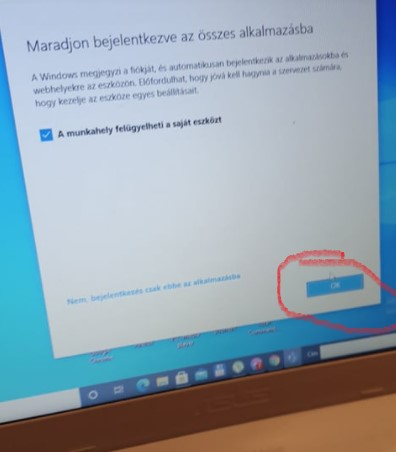 Maradjon bejelentkezve az összes alkalmazásba
A Windows megjegyzi a fiókját, és automatikusan bejelentkezik az alkalmazásokba és
webhelyekre az eszközön. Előfordulhat, hogy jóvá kell hagynia a szervezet számára,
hogy kezelje az eszköze egyes beállításait.
A munkahely felügyelheti a saját eszközt
Nem, bejelentkezés csak ebbe az alkalmazásba
OK
ASUS